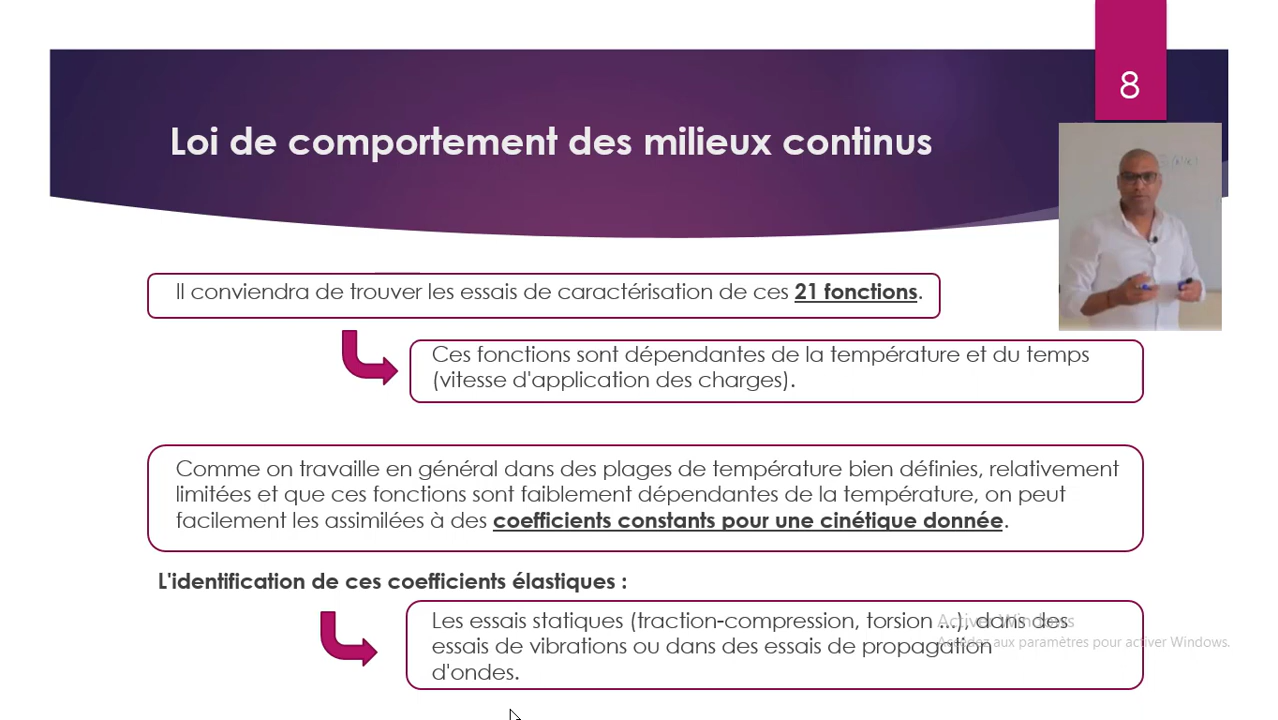 8
Loi de comportement des milieux continus
Il conviendra de trouver les essais de caractérisation de ces 21 fonctions.
Ces fonctions sont dépendantes de la température et du temps
(vitesse d'application des charges).
Comme on travaille en général dans des plages de température bien définies, relativement
limitées et que ces fonctions sont faiblement dépendantes de la température, on peut
facilement les assimilées à des coefficients constants pour une cinétique donnée.
L'identification de ces coefficients élastiques :
Les essais statiques (traction-compression, torsion ...), dans des
essais de vibrations ou dans des essais de propagation
d'ondes.
Activer Windows
Accédez aux paramètres pour activer Windows.